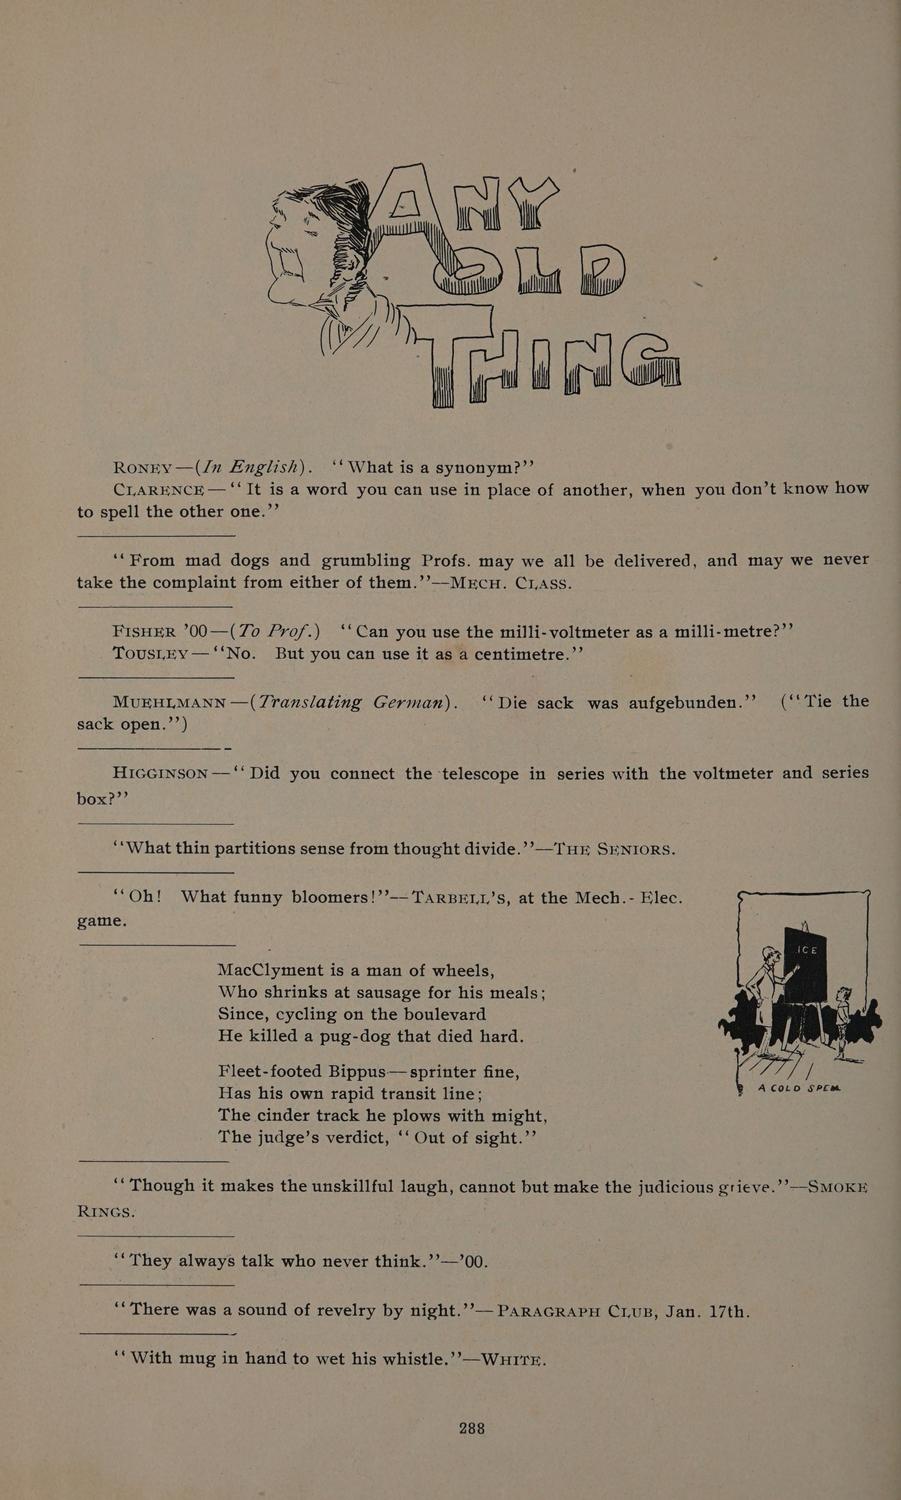 ANY
OLD
THING
RONEY—(In English). ‘‘What is a synonym?’’
CLARENCE—‘‘It is a word you can use in place of another, when you don’t know how
to spell the other one.’’
‘‘From mad dogs and grumbling Profs. may we all be delivered, and may we never
take the complaint from either of them.’’—MECH. CLASS.
FISHER ’00—(To Prof.) ‘‘Can you use the milli-voltmeter as a milli-metre?’’
TOUSLEY—‘‘No. But you can use it as a centimetre.’’
MUEHLMANN—(Translating German). ‘‘Die sack was aufgebunden.’’ (‘‘Tie the
sack open.’’)
HIGGINSON—‘‘Did you connect the telescope in series with the voltmeter and series
box?’’
‘‘What thin partitions sense from thought divide.’’—THE SENIORS.
‘‘Oh! What funny bloomers!’’—TARBELL’S, at the Mech.-Elec.
game.
ICE
A COLD SPELL
MacClyment is a man of wheels,
Who shrinks at sausage for his meals;
Since, cycling on the boulevard
He killed a pug-dog that died hard.
Fleet-footed Bippus—sprinter fine,
Has his own rapid transit line;
The cinder track he plows with might,
The judge’s verdict, ‘‘Out of sight.’’
‘‘Though it makes the unskillful laugh, cannot but make the judicious grieve.’’—SMOKE
RINGS.
‘‘They always talk who never think.’’—’00.
‘‘There was a sound of revelry by night.’’—PARAGRAPH CLUB, Jan. 17th.
‘‘With mug in hand to wet his whistle.’’—WHITE.
288